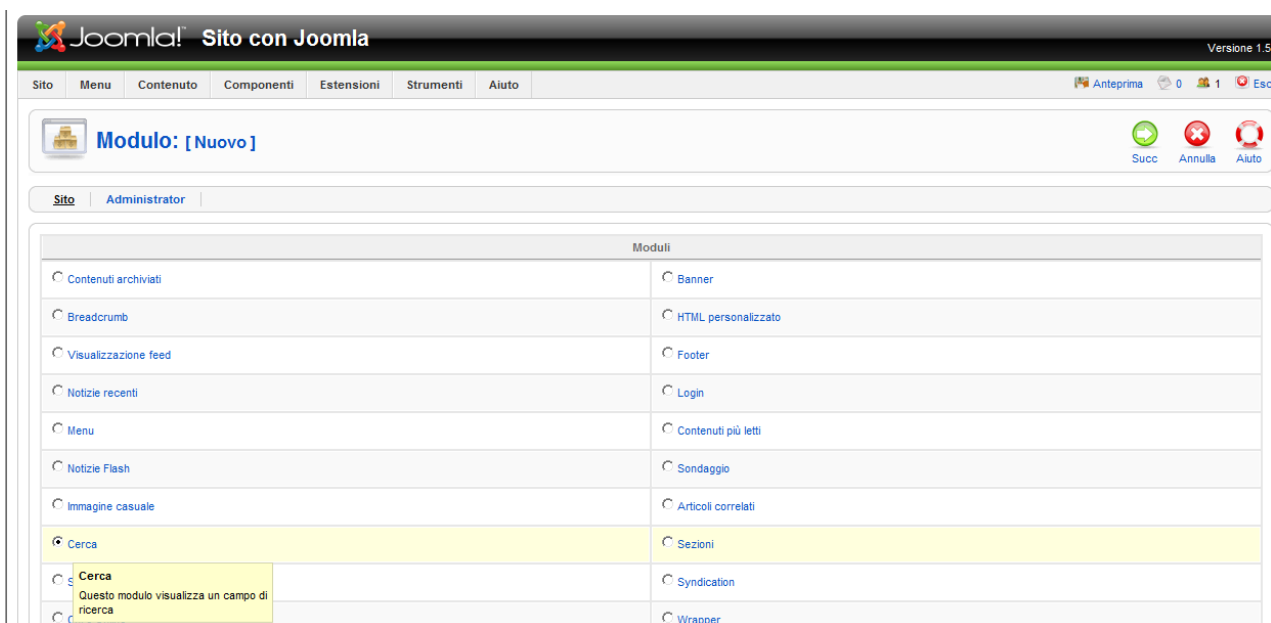 Joomla!™ Sito con Joomla
Versione 1.5
Sito Menu Contenuto Componenti Estensioni Strumenti Aiuto Anteprima 0 1 Esc
Modulo: [ Nuovo ]
Succ Annulla Aiuto
Sito Administrator
Moduli
Contenuti archiviati Banner
Breadcrumb HTML personalizzato
Visualizzazione feed Footer
Notizie recenti Login
Menu Contenuti più letti
Notizie Flash Sondaggio
Immagine casuale Articoli correlati
Cerca Sezioni
Cerca
Questo modulo visualizza un campo di
ricerca
Syndication
Wrapper